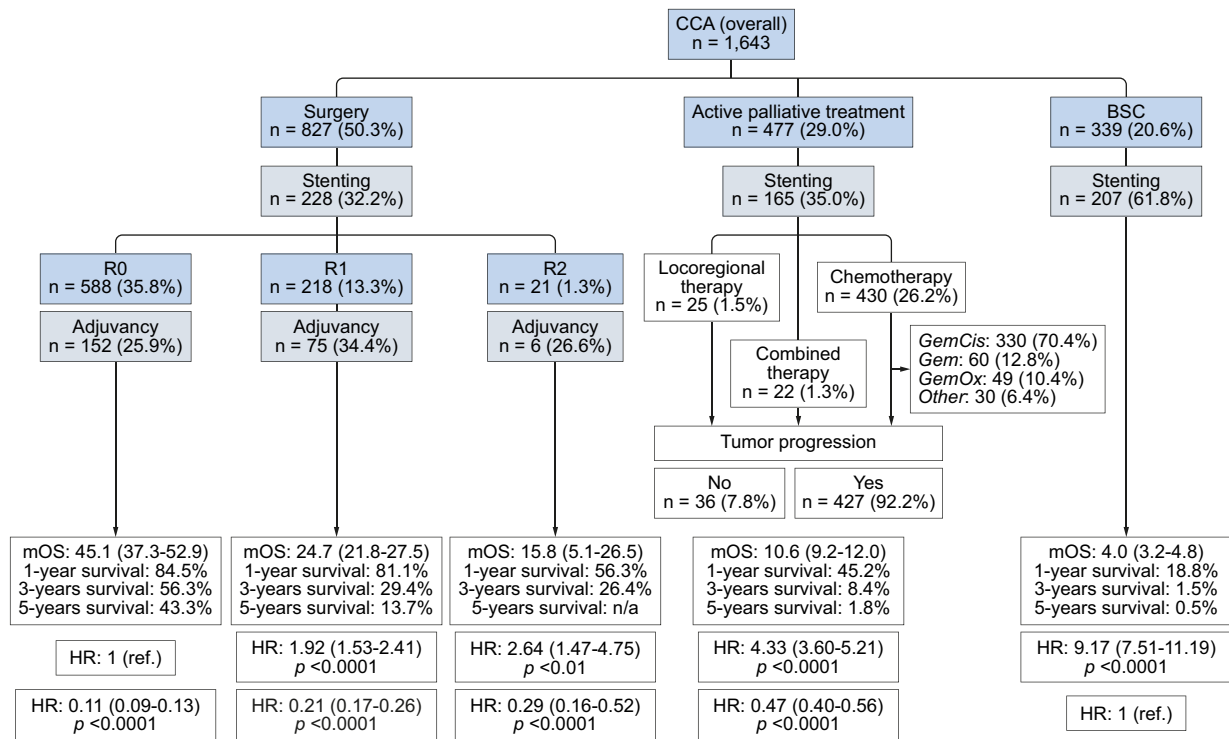 CCA (overall)
n = 1,643
Surgery
n = 827 (50.3%)
Active palliative treatment
n = 477 (29.0%)
BSC
n = 339 (20.6%)
Stenting
n = 228 (32.2%)
Stenting
n = 165 (35.0%)
Stenting
n = 207 (61.8%)
R0
n = 588 (35.8%)
R1
n = 218 (13.3%)
R2
n = 21 (1.3%)
Locoregional
therapy
n = 25 (1.5%)
Chemotherapy
n = 430 (26.2%)
Adjuvancy
n = 152 (25.9%)
Adjuvancy
n = 75 (34.4%)
Adjuvancy
n = 6 (26.6%)
Combined
therapy
n = 22 (1.3%)
GemCis: 330 (70.4%)
Gem: 60 (12.8%)
GemOx: 49 (10.4%)
Other: 30 (6.4%)
Tumor progression
No
n = 36 (7.8%)
Yes
n = 427 (92.2%)
mOS: 45.1 (37.3-52.9)
1-year survival: 84.5%
3-years survival: 56.3%
5-years survival: 43.3%
mOS: 24.7 (21.8-27.5)
1-year survival: 81.1%
3-years survival: 29.4%
5-years survival: 13.7%
mOS: 15.8 (5.1-26.5)
1-year survival: 56.3%
3-years survival: 26.4%
5-years survival: n/a
mOS: 10.6 (9.2-12.0)
1-year survival: 45.2%
3-years survival: 8.4%
5-years survival: 1.8%
mOS: 4.0 (3.2-4.8)
1-year survival: 18.8%
3-years survival: 1.5%
5-years survival: 0.5%
HR: 1 (ref.)
HR: 1.92 (1.53-2.41)
p <0.0001
HR: 2.64 (1.47-4.75)
p <0.01
HR: 4.33 (3.60-5.21)
p <0.0001
HR: 9.17 (7.51-11.19)
p <0.0001
HR: 0.11 (0.09-0.13)
p <0.0001
HR: 0.21 (0.17-0.26)
p <0.0001
HR: 0.29 (0.16-0.52)
p <0.0001
HR: 0.47 (0.40-0.56)
p <0.0001
HR: 1 (ref.)